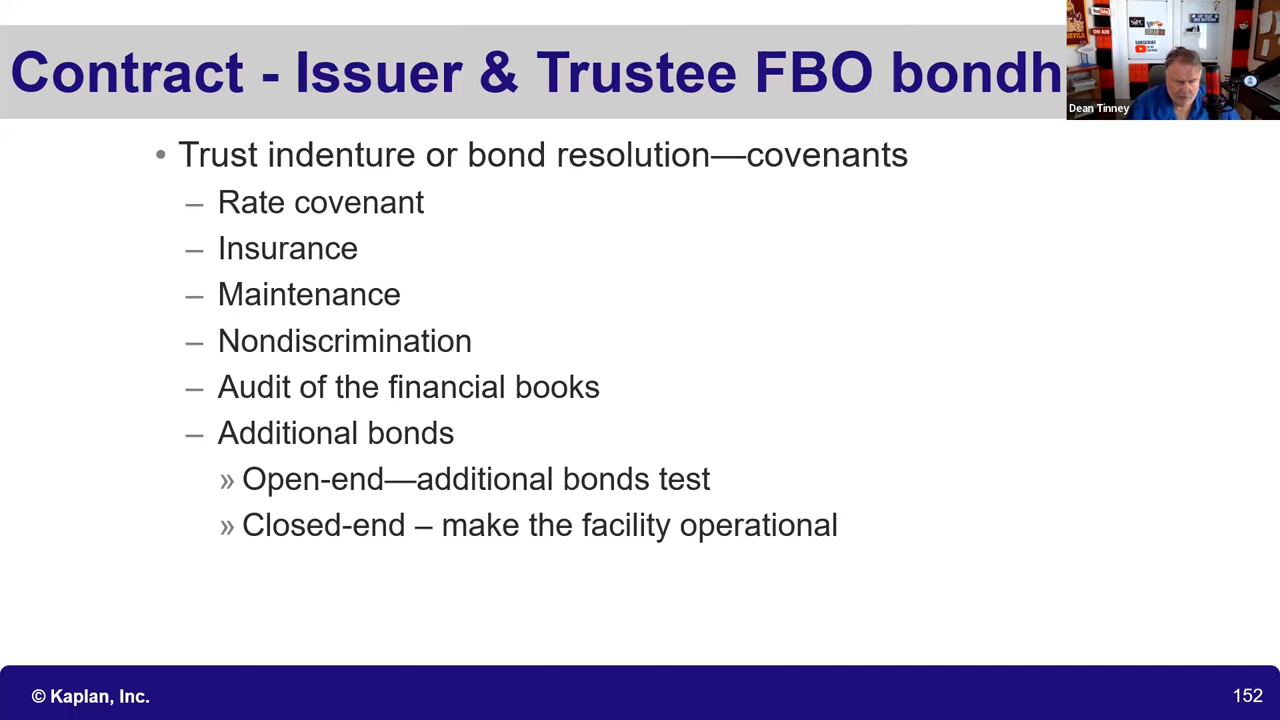 Contract - Issuer & Trustee FBO bondh
Dean Tinney
• Trust indenture or bond resolution—covenants
– Rate covenant
– Insurance
– Maintenance
– Nondiscrimination
– Audit of the financial books
– Additional bonds
» Open-end—additional bonds test
» Closed-end – make the facility operational
© Kaplan, Inc.
152